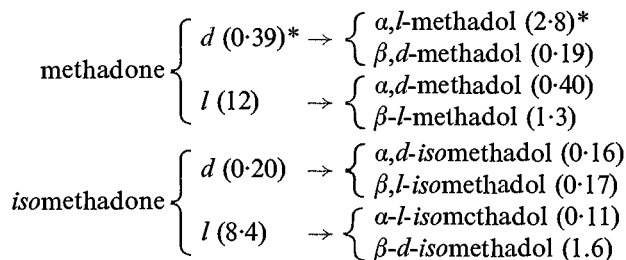 methadone { d (0·39)* → { α,l-methadol (2·8)*
β,d-methadol (0·19)
l (12) → { α,d-methadol (0·40)
β-l-methadol (1·3)
isomethadone { d (0·20) → { α,d-isomethadol (0·16)
β,l-isomethadol (0·17)
l (8·4) → { α-l-isomcthadol (0·11)
β-d-isomethadol (1.6)